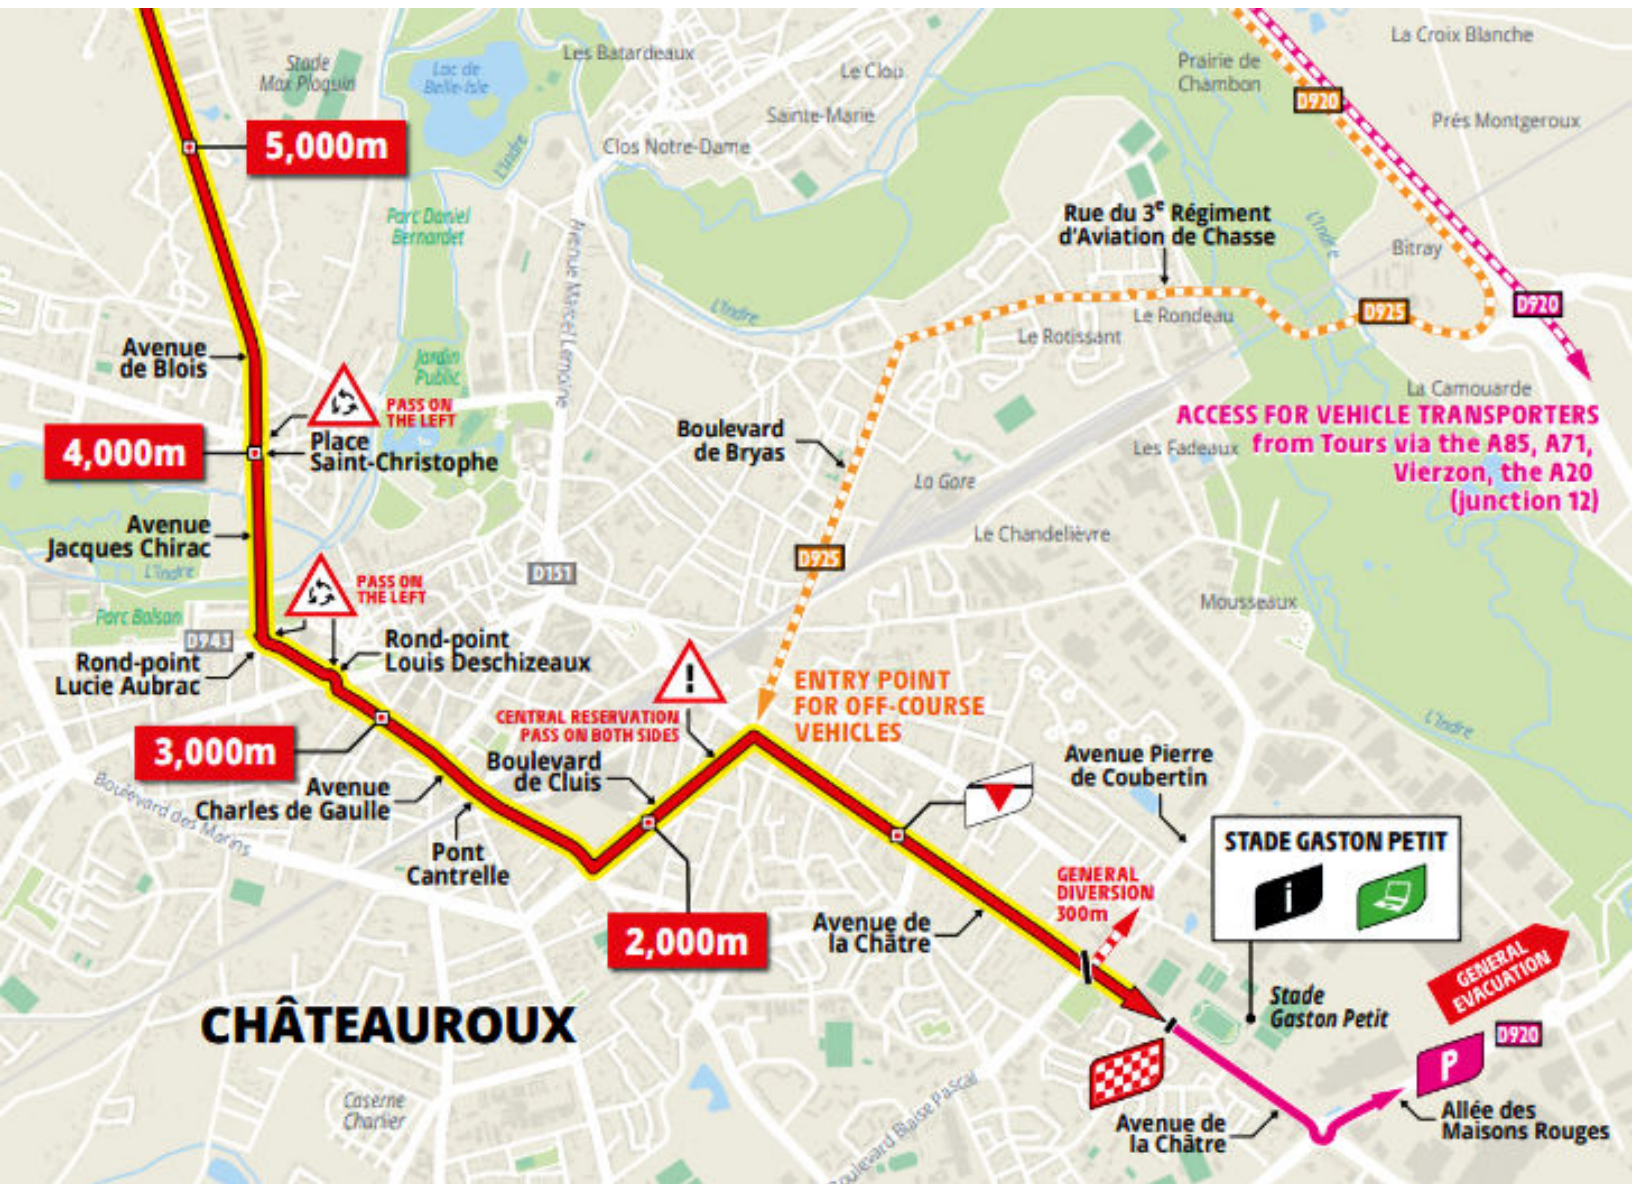 La Croix Blanche
Stade
Max Ploquin
Lac de
Belle-Isle
Les Batardeaux
Le Clou
Prairie de
Chambon
D920
Sainte-Marie
Prés Montgeroux
5,000m
L'Indre
Clos Notre-Dame
Parc Daniel
Bernardet
Avenue Marcel Lemoine
Rue du 3e Régiment
d'Aviation de Chasse
L'Indre
Bitray
L'Indre
D925
D920
Le Rondeau
Le Rotissant
Avenue
de Blois
Jardin
Public
PASS ON
THE LEFT
La Camouarde
ACCESS FOR VEHICLE TRANSPORTERS
from Tours via the A85, A71,
Vierzon, the A20
(junction 12)
4,000m
Place
Saint-Christophe
Boulevard
de Bryas
Les Fadeaux
La Gare
Avenue
Jacques Chirac
Le Chandelièvre
L'Indre
D151
D925
PASS ON
THE LEFT
Mousseaux
Parc Balsan
D943
Rond-point
Lucie Aubrac
Rond-point
Louis Deschizeaux
!
ENTRY POINT
FOR OFF-COURSE
VEHICLES
CENTRAL RESERVATION
PASS ON BOTH SIDES
L'Indre
3,000m
Boulevard
de Cluis
Avenue Pierre
de Coubertin
Boulevard des Marins
Avenue
Charles de Gaulle
Pont
Cantrelle
STADE GASTON PETIT
i
GENERAL
DIVERSION
300m
2,000m
Avenue de
la Châtre
GENERAL
EVACUATION
Stade
Gaston Petit
CHÂTEAUROUX
D920
P
Boulevard Blaise Pascal
Caserne
Charlier
Avenue de
la Châtre
Allée des
Maisons Rouges